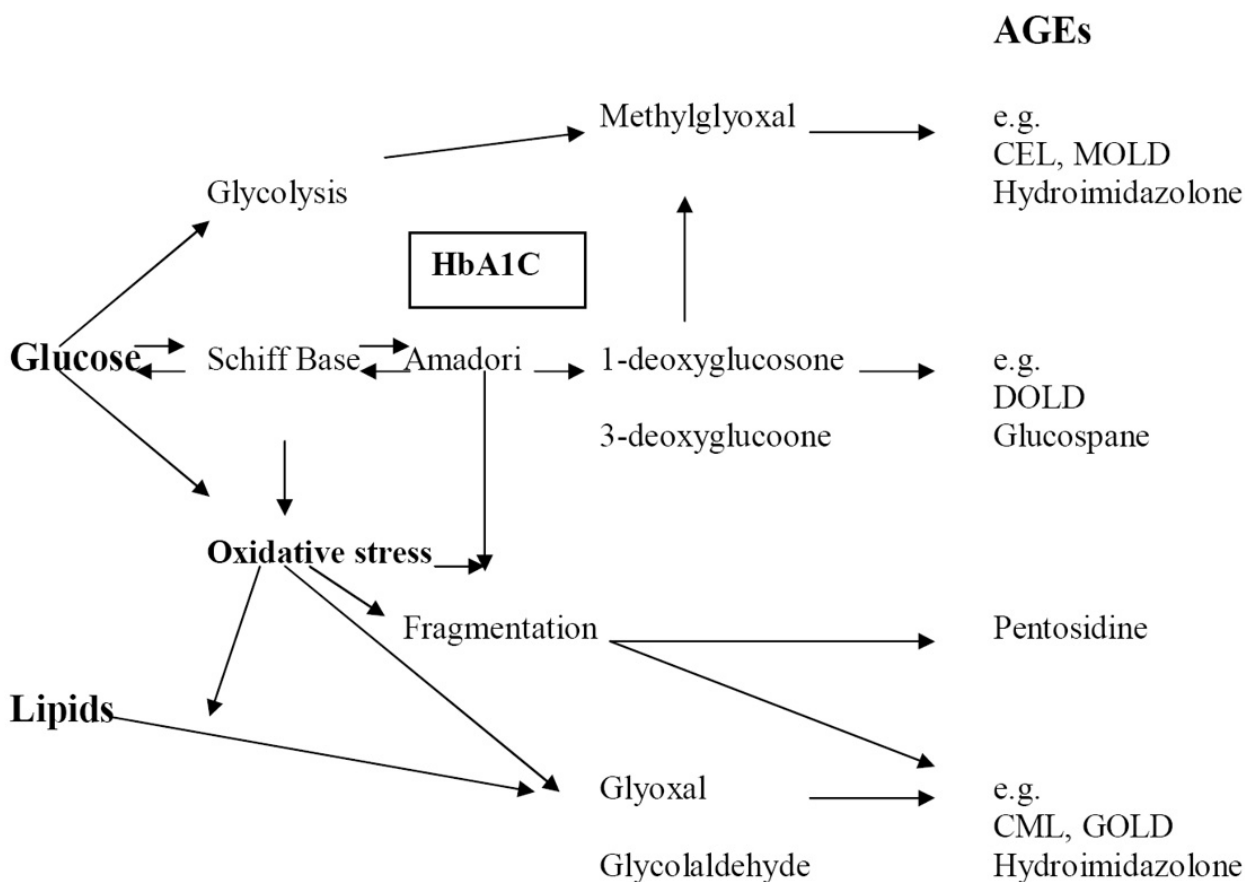 AGEs
Methylglyoxal
e.g.
CEL, MOLD
Hydroimidazolone
Glycolysis
HbA1C
Glucose
Schiff Base
Amadori
1-deoxyglucosone
e.g.
DOLD
3-deoxyglucoone
Glucospane
Oxidative stress
Fragmentation
Pentosidine
Lipids
Glyoxal
e.g.
CML, GOLD
Glycolaldehyde
Hydroimidazolone